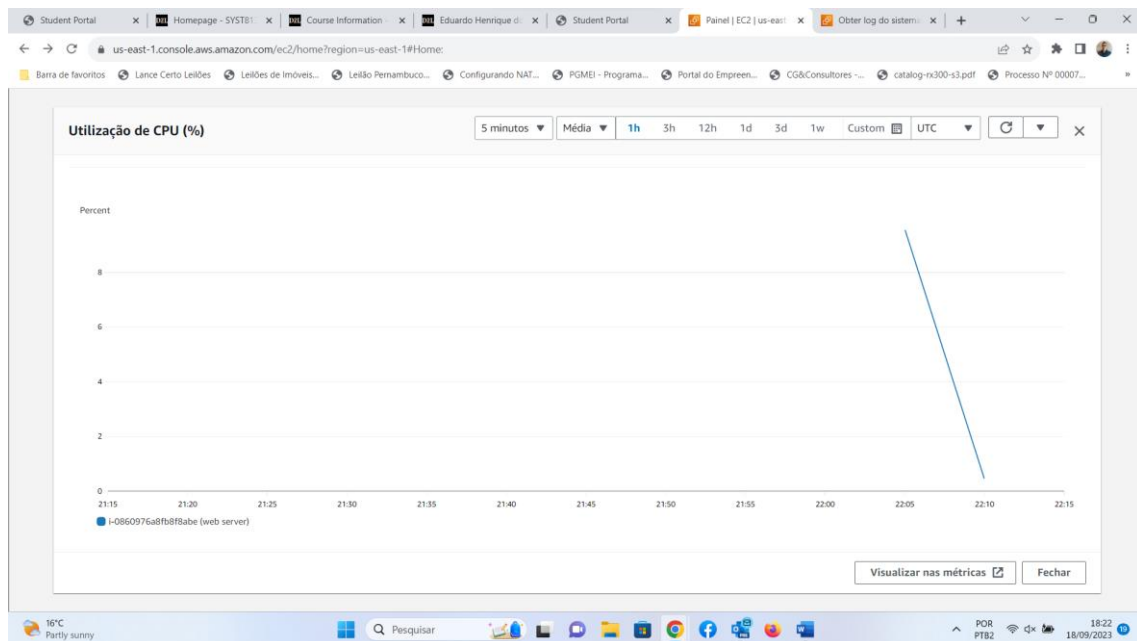 Student Portal
Homepage - SYST81
Course Information -
Eduardo Henrique d
Student Portal
Painel | EC2 | us-east
Obter log do sistem
us-east-1.console.aws.amazon.com/ec2/home?region=us-east-1#Home:
Barra de favoritos
Lance Certo Leilões
Leilões de Imóveis...
Leilão Pernambuco...
Configurando NAT...
PGMEI - Programa...
Portal do Empreen...
CG&Consultores -...
catalog-rx300-s3.pdf
Processo Nº 00007...
»
Utilização de CPU (%)
5 minutos
Média
1h 3h 12h 1d 3d 1w Custom
UTC
Percent
8
6
4
2
0
21:15 21:20 21:25 21:30 21:35 21:40 21:45 21:50 21:55 22:00 22:05 22:10 22:15
i-0860976a8fb8f8abe (web server)
Visualizar nas métricas
Fechar
16°C
Partly sunny
Pesquisar
POR
PTB2
18:22
18/09/2023
19